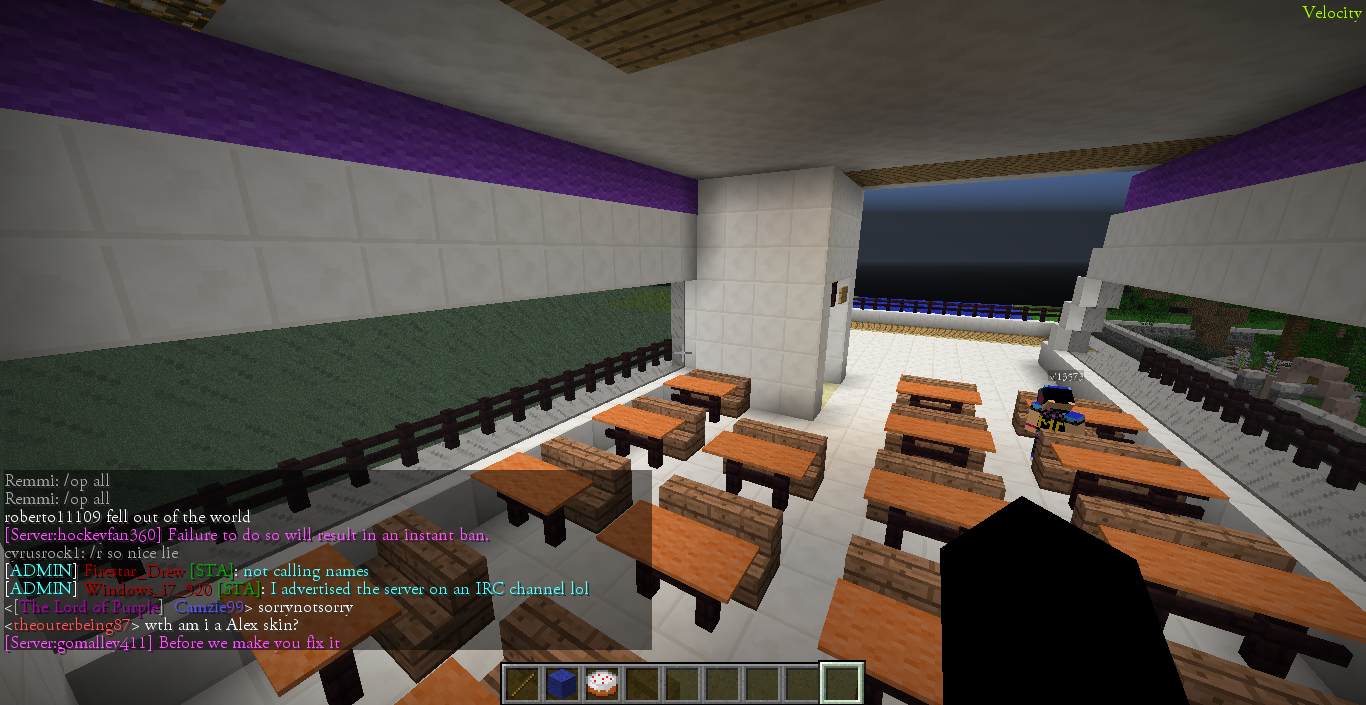 Velocity
v16573
Remmi: /op all
Remmi: /op all
roberto11109 fell out of the world
[Server:hockeyfan360] Failure to do so will result in an instant ban.
cyrusrock1: /r so nice lie
[ADMIN] Firestar_Drew [STA]: not calling names
[ADMIN] Windows_i7_920 [STA]: I advertised the server on an IRC channel lol
<[The Lord of Purple] Camzie99> sorrynotsorry
<theouterbeing87> wth am i a Alex skin?
[Server:gomalley411] Before we make you fix it